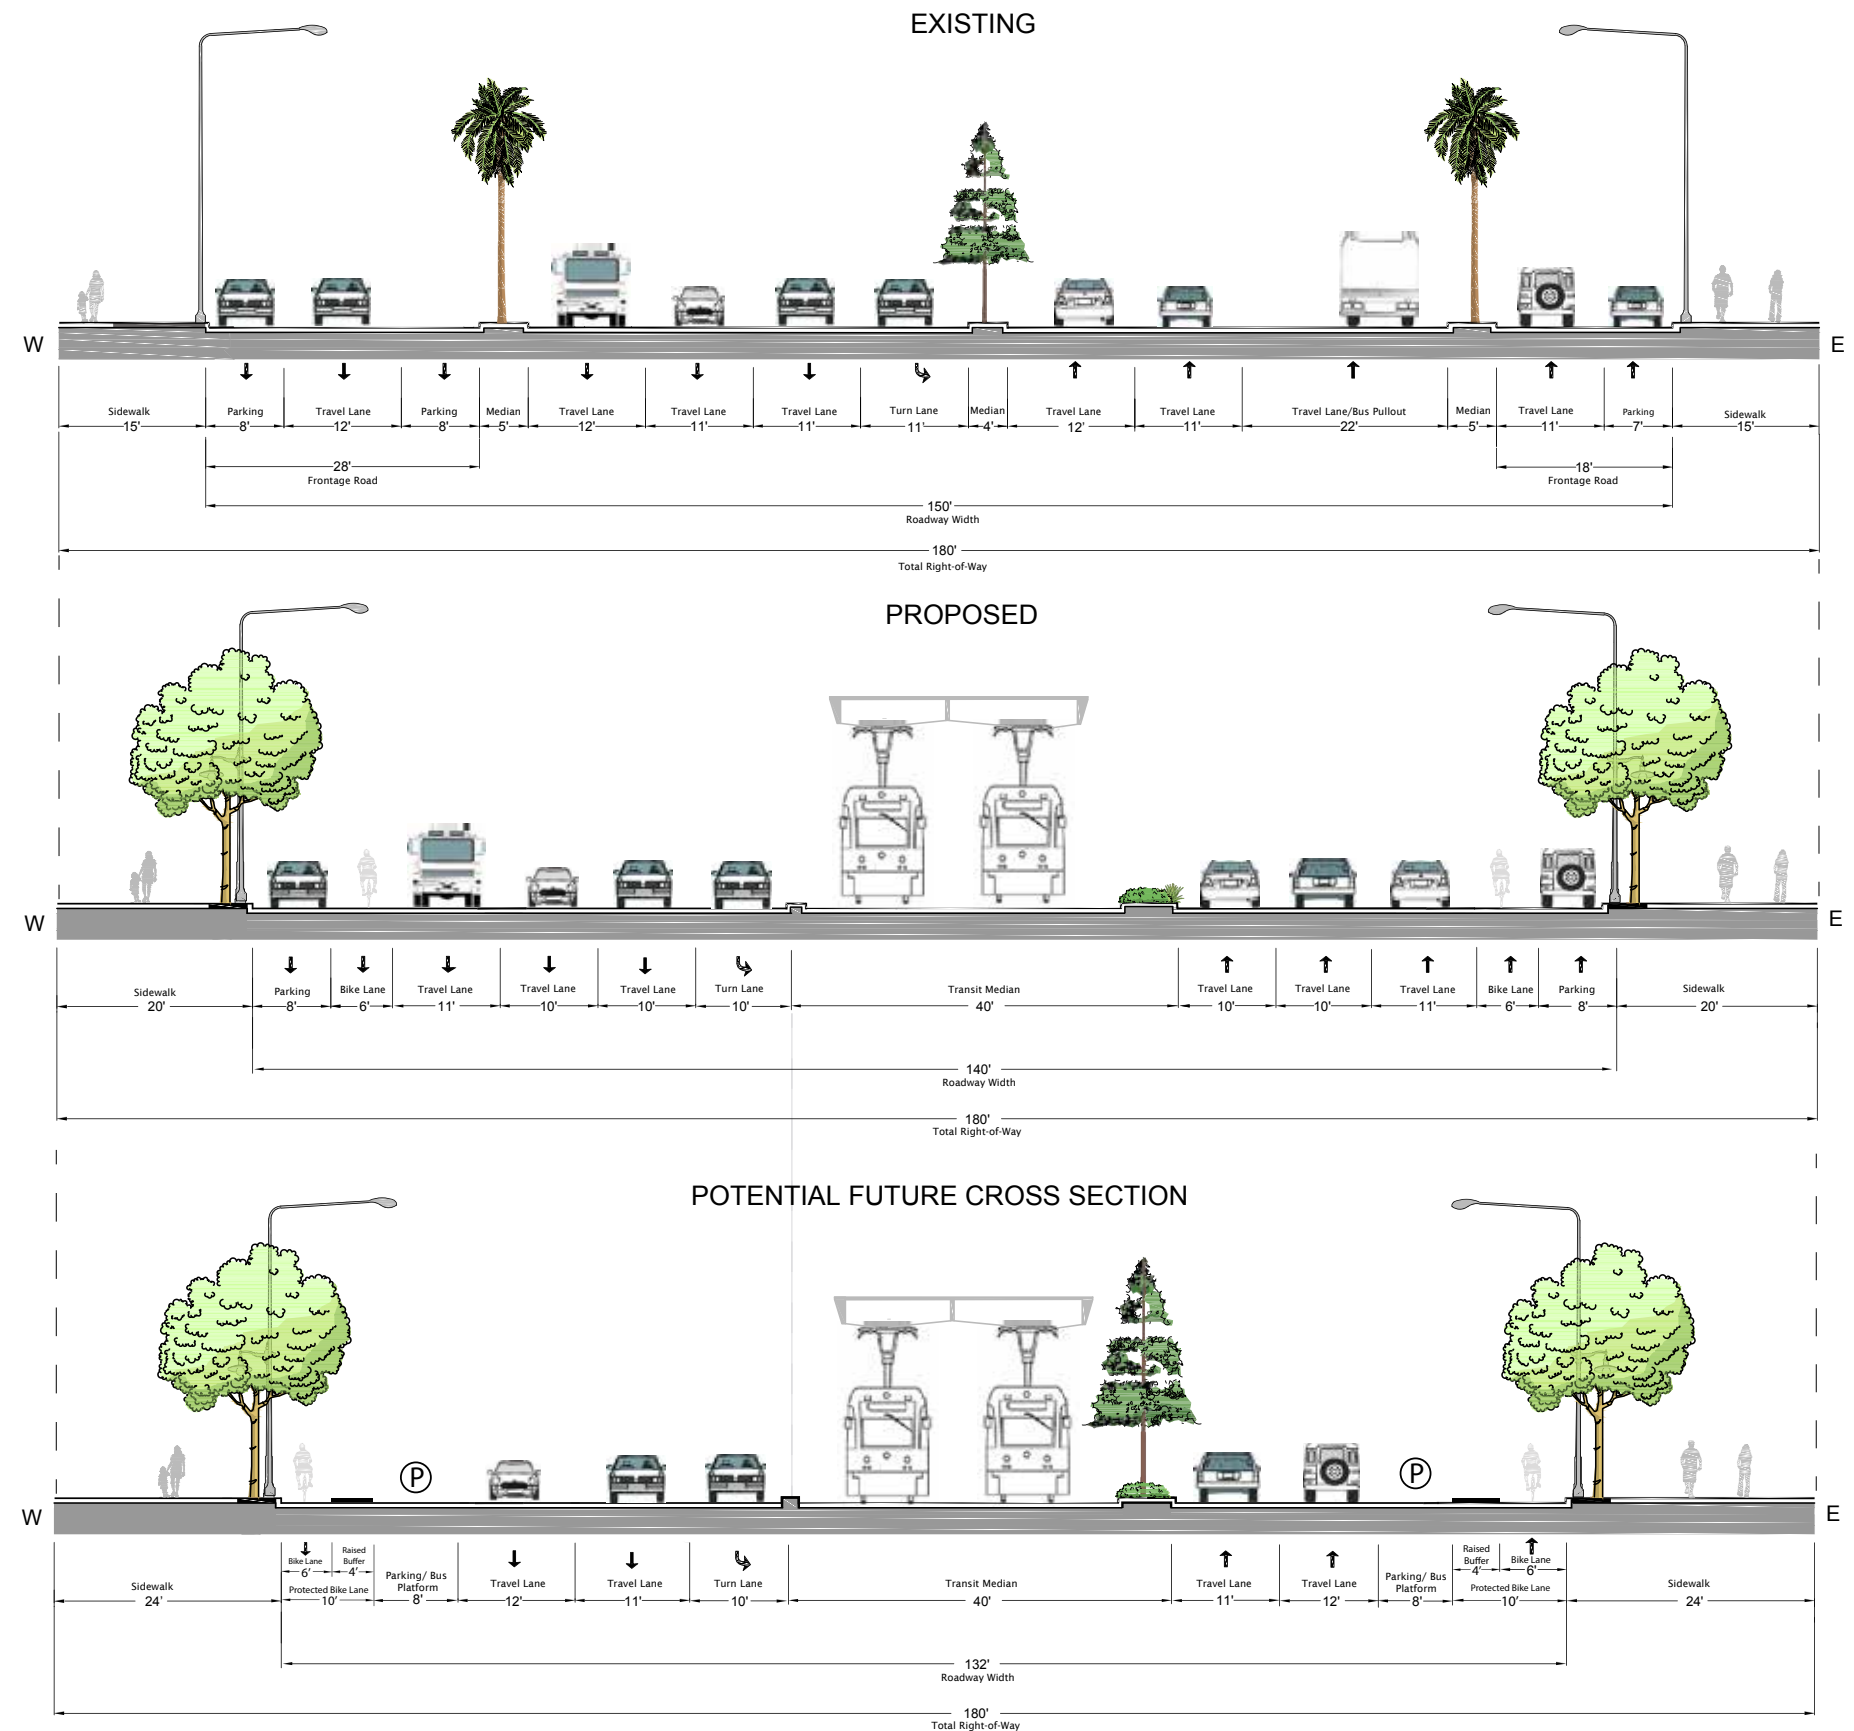 EXISTING
W
E
Sidewalk Parking Travel Lane Parking Median Travel Lane Travel Lane Travel Lane Turn Lane Median Travel Lane Travel Lane Travel Lane/Bus Pullout Median Travel Lane Parking Sidewalk
15' 8' 12' 8' 5' 12' 11' 11' 11' 4' 12' 11' 22' 5' 11' 7' 15'
28' 18'
Frontage Road Frontage Road
150'
Roadway Width
180'
Total Right-of-Way
PROPOSED
W
E
Sidewalk Parking Bike Lane Travel Lane Travel Lane Travel Lane Turn Lane Transit Median Travel Lane Travel Lane Travel Lane Bike Lane Parking Sidewalk
20' 8' 6' 11' 10' 10' 10' 40' 10' 10' 11' 6' 8' 20'
140'
Roadway Width
180'
Total Right-of-Way
POTENTIAL FUTURE CROSS SECTION
P
P
W
E
Bike Lane Raised Buffer Raised Buffer Bike Lane
6' 4' 4' 6'
Sidewalk Protected Bike Lane Parking/ Bus Platform Travel Lane Travel Lane Turn Lane Transit Median Travel Lane Travel Lane Parking/ Bus Platform Protected Bike Lane Sidewalk
24' 10' 8' 12' 11' 10' 40' 11' 12' 8' 10' 24'
132'
Roadway Width
180'
Total Right-of-Way